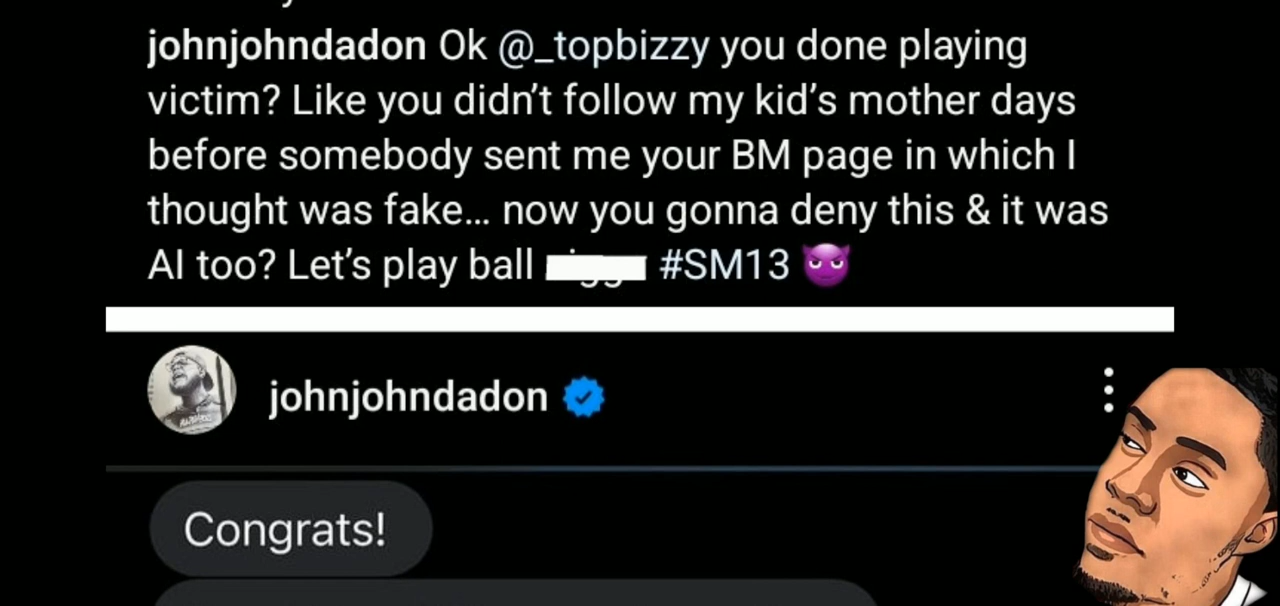 johnjohndadon Ok @_topbizzy you done playing
victim? Like you didn’t follow my kid’s mother days
before somebody sent me your BM page in which I
thought was fake... now you gonna deny this & it was
AI too? Let’s play ball #SM13 😈
johnjohndadon
Congrats!